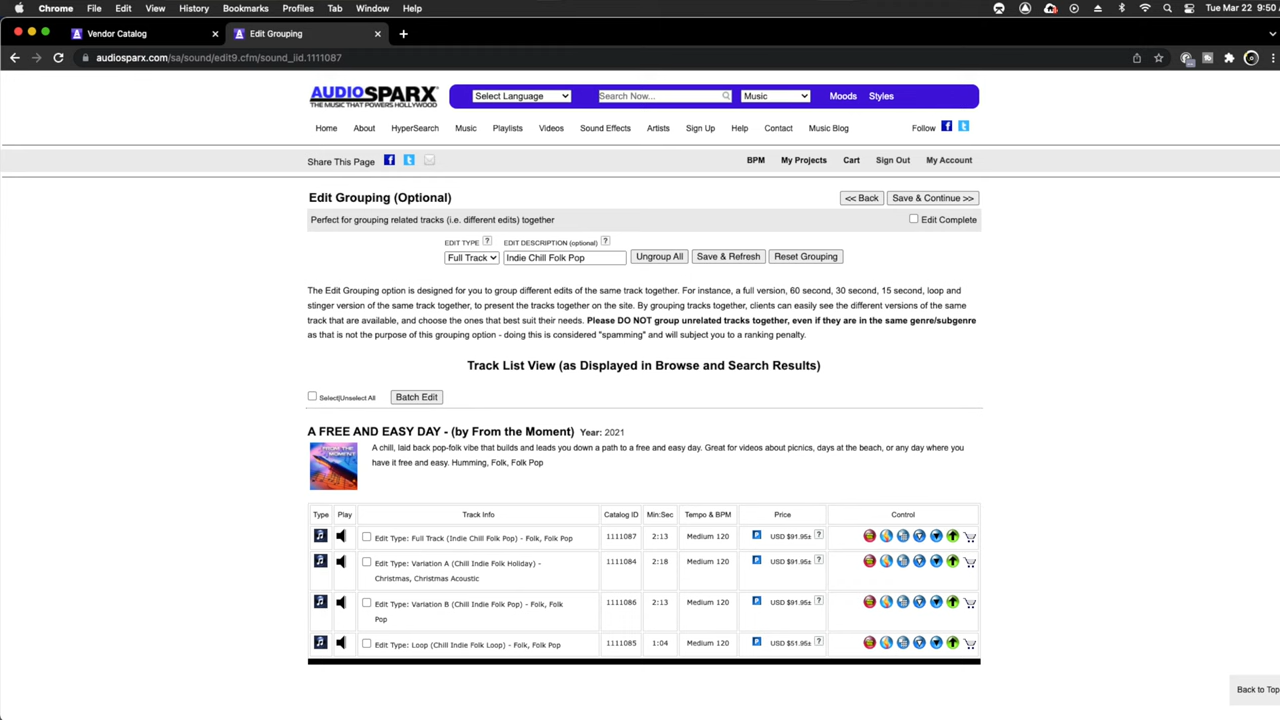 Chrome File Edit View History Bookmarks Profiles Tab Window Help Tue Mar 22 9:50
Vendor Catalog Edit Grouping
audiosparx.com/sa/sound/edit9.cfm/sound_iid.1111087
AUDIOSPARX Select Language Search Now... Music Moods Styles
THE MUSIC THAT POWERS HOLLYWOOD
Home About HyperSearch Music Playlists Videos Sound Effects Artists Sign Up Help Contact Music Blog Follow
Share This Page BPM My Projects Cart Sign Out My Account
Edit Grouping (Optional) << Back Save & Continue >>
Perfect for grouping related tracks (i.e. different edits) together Edit Complete
EDIT TYPE ? EDIT DESCRIPTION (optional) ?
Full Track Indie Chill Folk Pop Ungroup All Save & Refresh Reset Grouping
The Edit Grouping option is designed for you to group different edits of the same track together. For instance, a full version, 60 second, 30 second, 15 second, loop and
stinger version of the same track together, to present the tracks together on the site. By grouping tracks together, clients can easily see the different versions of the same
track that are available, and choose the ones that best suit their needs. Please DO NOT group unrelated tracks together, even if they are in the same genre/subgenre
as that is not the purpose of this grouping option - doing this is considered "spamming" and will subject you to a ranking penalty.
Track List View (as Displayed in Browse and Search Results)
Select|Unselect All Batch Edit
A FREE AND EASY DAY - (by From the Moment) Year: 2021
A chill, laid back pop-folk vibe that builds and leads you down a path to a free and easy day. Great for videos about picnics, days at the beach, or any day where you
have it free and easy. Humming, Folk, Folk Pop
Type Play Track Info Catalog ID Min:Sec Tempo & BPM Price Control
Edit Type: Full Track (Indie Chill Folk Pop) - Folk, Folk Pop 1111087 2:13 Medium 120 USD $91.95± ?
Edit Type: Variation A (Chill Indie Folk Holiday) - 1111084 2:18 Medium 120 USD $91.95± ?
Christmas, Christmas Acoustic
Edit Type: Variation B (Chill Indie Folk Pop) - Folk, Folk 1111086 2:13 Medium 120 USD $91.95± ?
Pop
Edit Type: Loop (Chill Indie Folk Loop) - Folk, Folk Pop 1111085 1:04 Medium 120 USD $51.95± ?
Back to Top